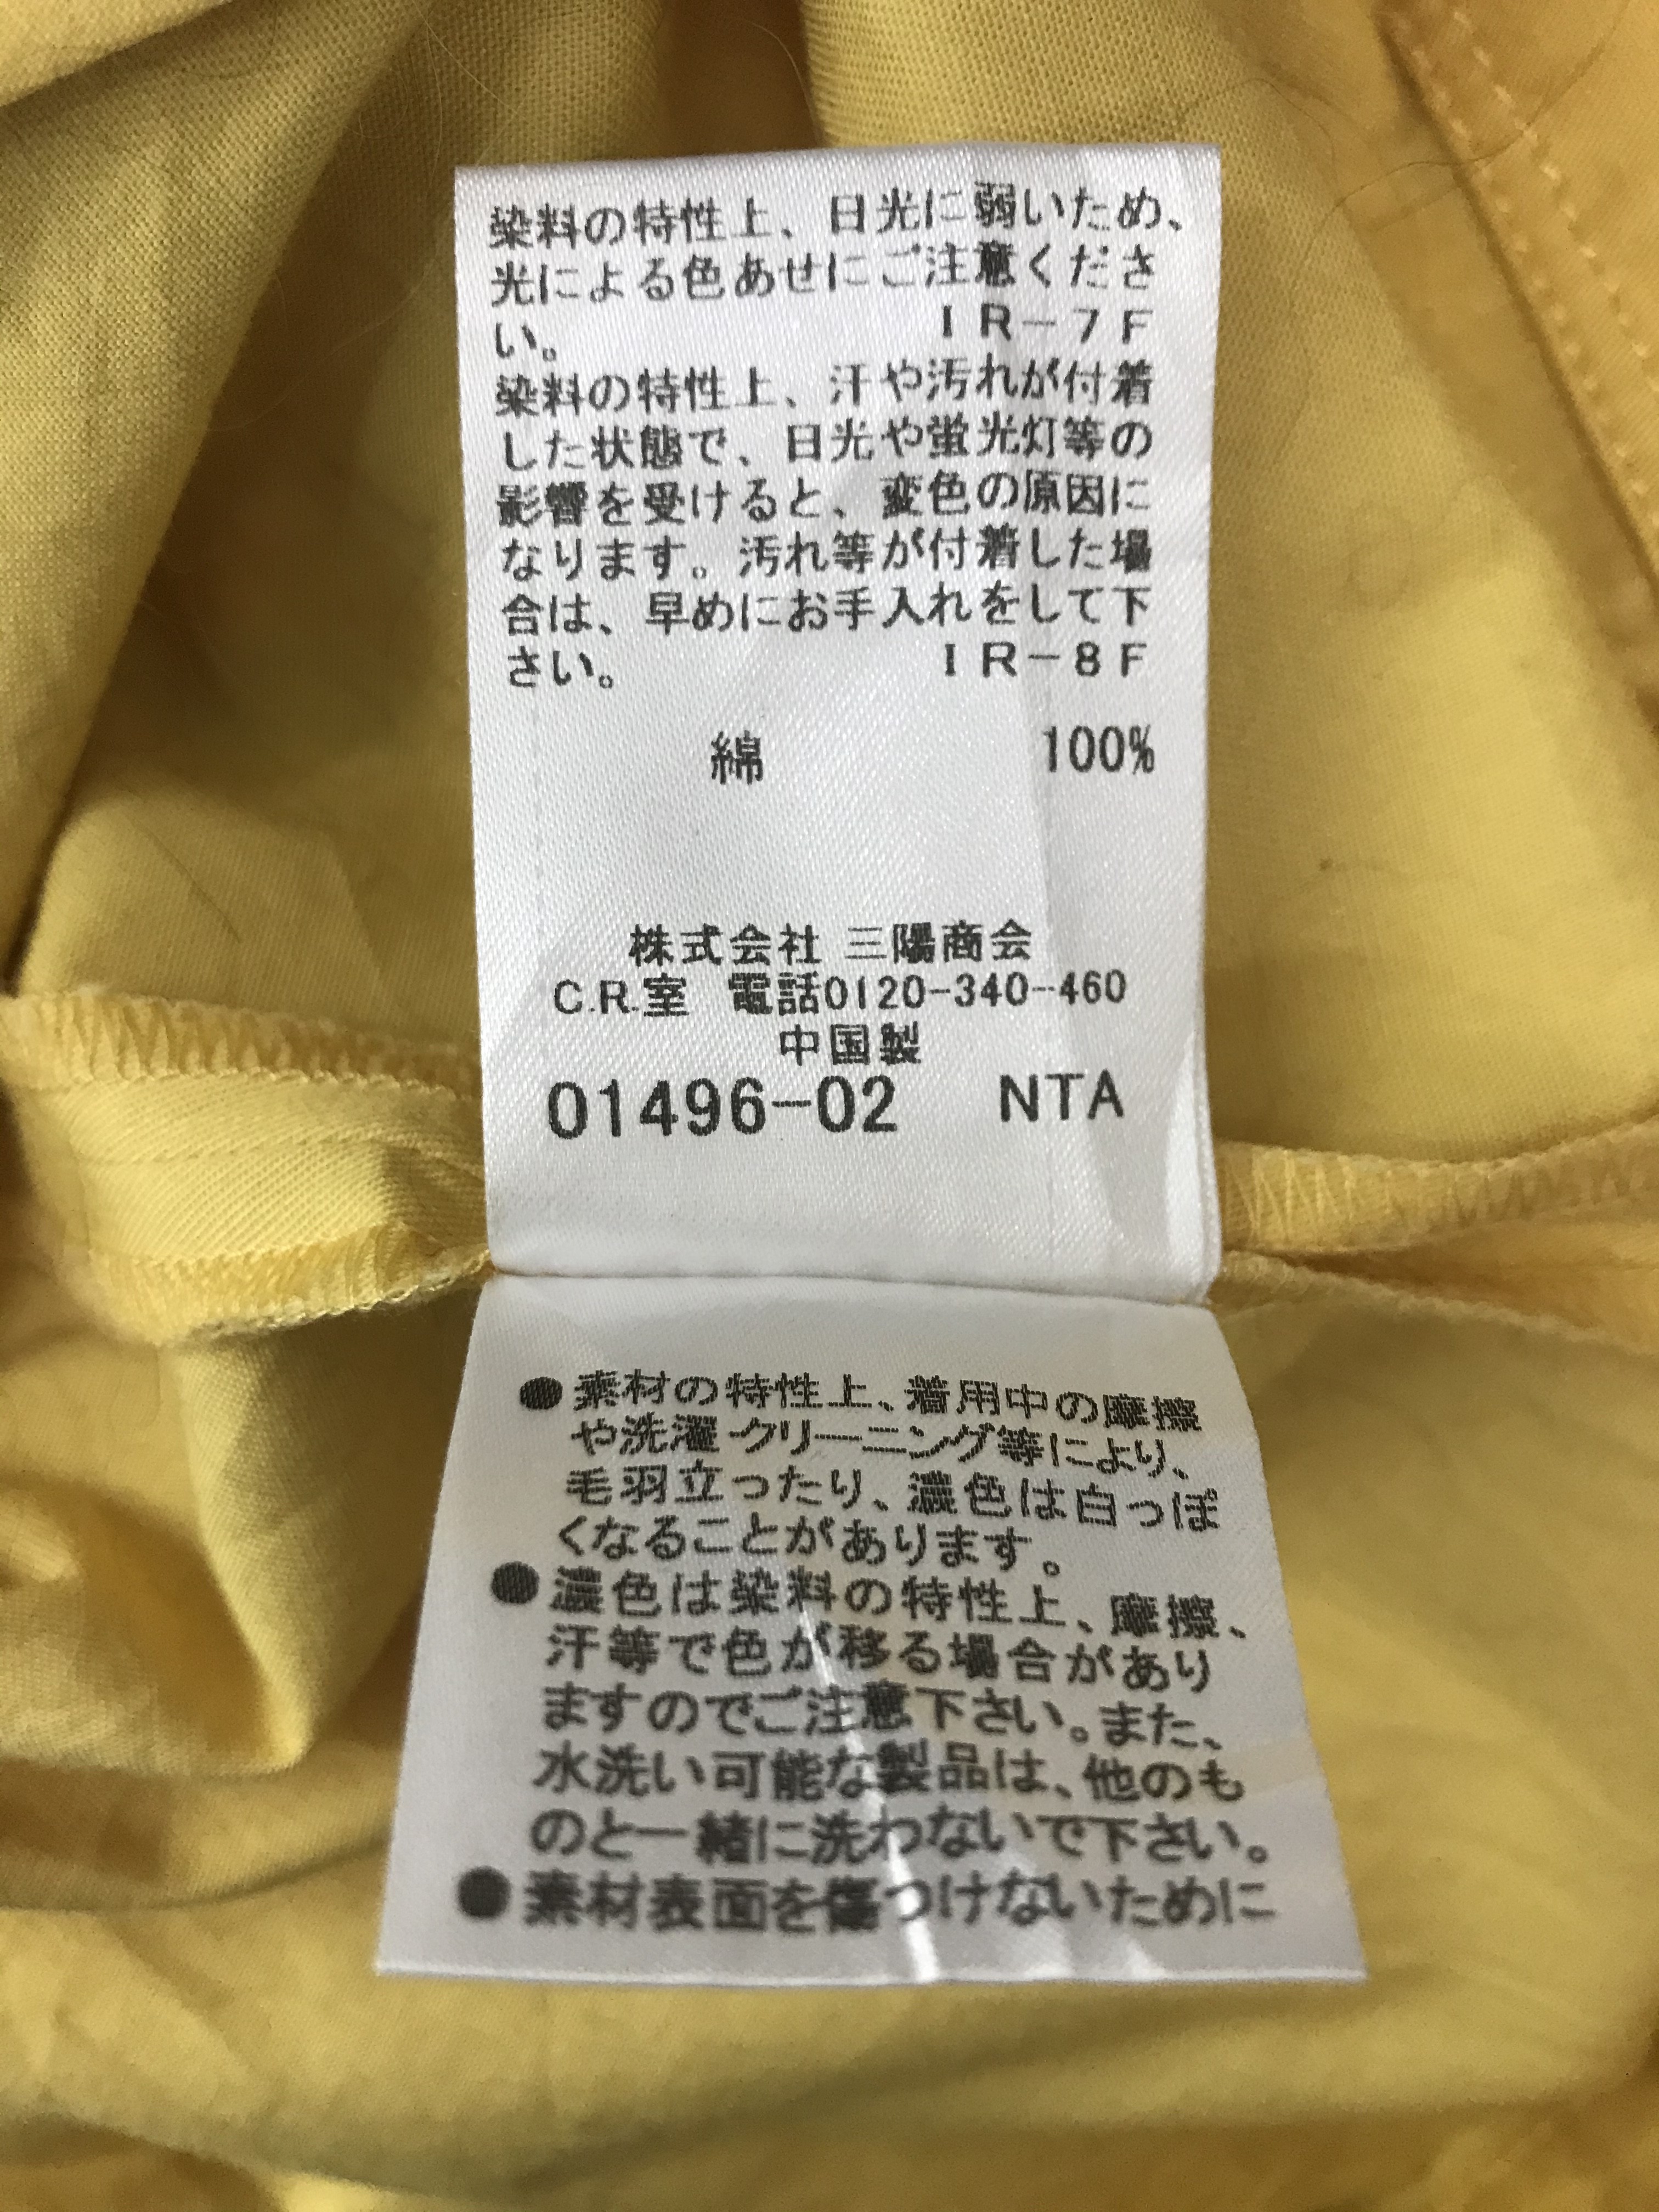 染料の特性上、日光に弱いため、
光による色あせにご注意くださ
い。 IR-7F
染料の特性上、汗や汚れが付着
した状態で、日光や蛍光灯等の
影響を受けると、変色の原因に
なります。汚れ等が付着した場
合は、早めにお手入れをして下
さい。 IR-8F
綿 100%
株式会社 三陽商会
C.R.室 電話0120-340-460
中国製
01496-02 NTA
●素材の特性上、着用中の摩擦
や洗濯・クリーニング等により、
毛羽立ったり、濃色は白っぽ
くなることがあります。
●濃色は染料の特性上、摩擦、
汗等で色が移る場合があり
ますのでご注意下さい。また、
水洗い可能な製品は、他のも
のと一緒に洗わないで下さい。
●素材表面を傷つけないために